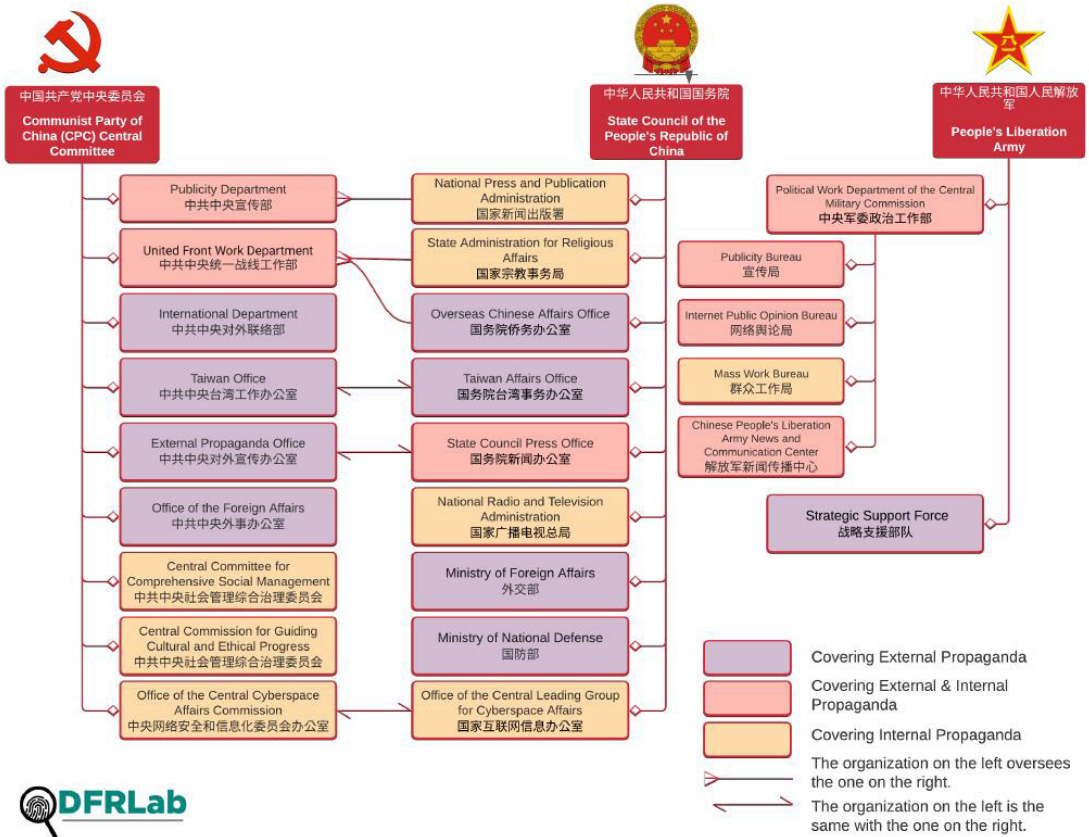 中国共产党中央委员会
Communist Party of
China (CPC) Central
Committee
中华人民共和国国务院
State Council of the
People's Republic of
China
中华人民共和国人民解放
军
People's Liberation
Army
八一
Publicity Department
中共中央宣传部
National Press and Publication
Administration
国家新闻出版署
Political Work Department of the Central
Military Commission
中央军委政治工作部
United Front Work Department
中共中央统一战线工作部
State Administration for Religious
Affairs
国家宗教事务局
Publicity Bureau
宣传局
International Department
中共中央对外联络部
Overseas Chinese Affairs Office
国务院侨务办公室
Internet Public Opinion Bureau
网络舆论局
Taiwan Office
中共中央台湾工作办公室
Taiwan Affairs Office
国务院台湾事务办公室
Mass Work Bureau
群众工作局
External Propaganda Office
中共中央对外宣传办公室
State Council Press Office
国务院新闻办公室
Chinese People's Liberation
Army News and
Communication Center
解放军新闻传播中心
Office of the Foreign Affairs
中共中央外事办公室
National Radio and Television
Administration
国家广播电视总局
Strategic Support Force
战略支援部队
Central Committee for
Comprehensive Social Management
中共中央社会管理综合治理委员会
Ministry of Foreign Affairs
外交部
Central Commission for Guiding
Cultural and Ethical Progress
中共中央社会管理综合治理委员会
Ministry of National Defense
国防部
Office of the Central Cyberspace
Affairs Commission
中央网络安全和信息化委员会办公室
Office of the Central Leading Group
for Cyberspace Affairs
国家互联网信息办公室
Covering External Propaganda
Covering External & Internal
Propaganda
Covering Internal Propaganda
The organization on the left oversees
the one on the right.
The organization on the left is the
same with the one on the right.
DFRLab